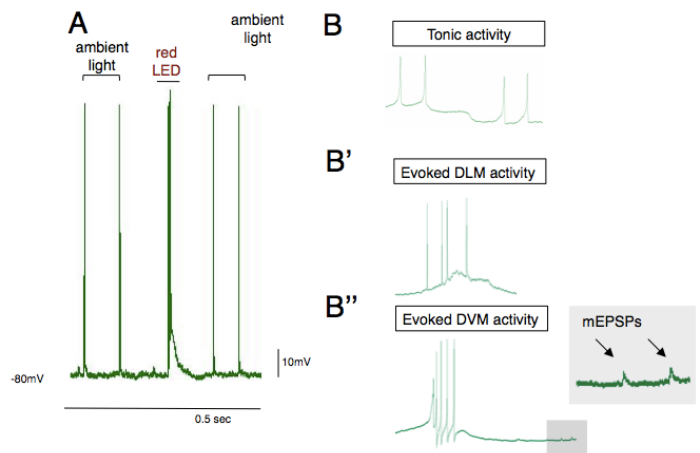 A
ambient
light
red
LED
ambient
light
-80mV
10mV
0.5 sec
B
Tonic activity
B'
Evoked DLM activity
B"
Evoked DVM activity
mEPSPs